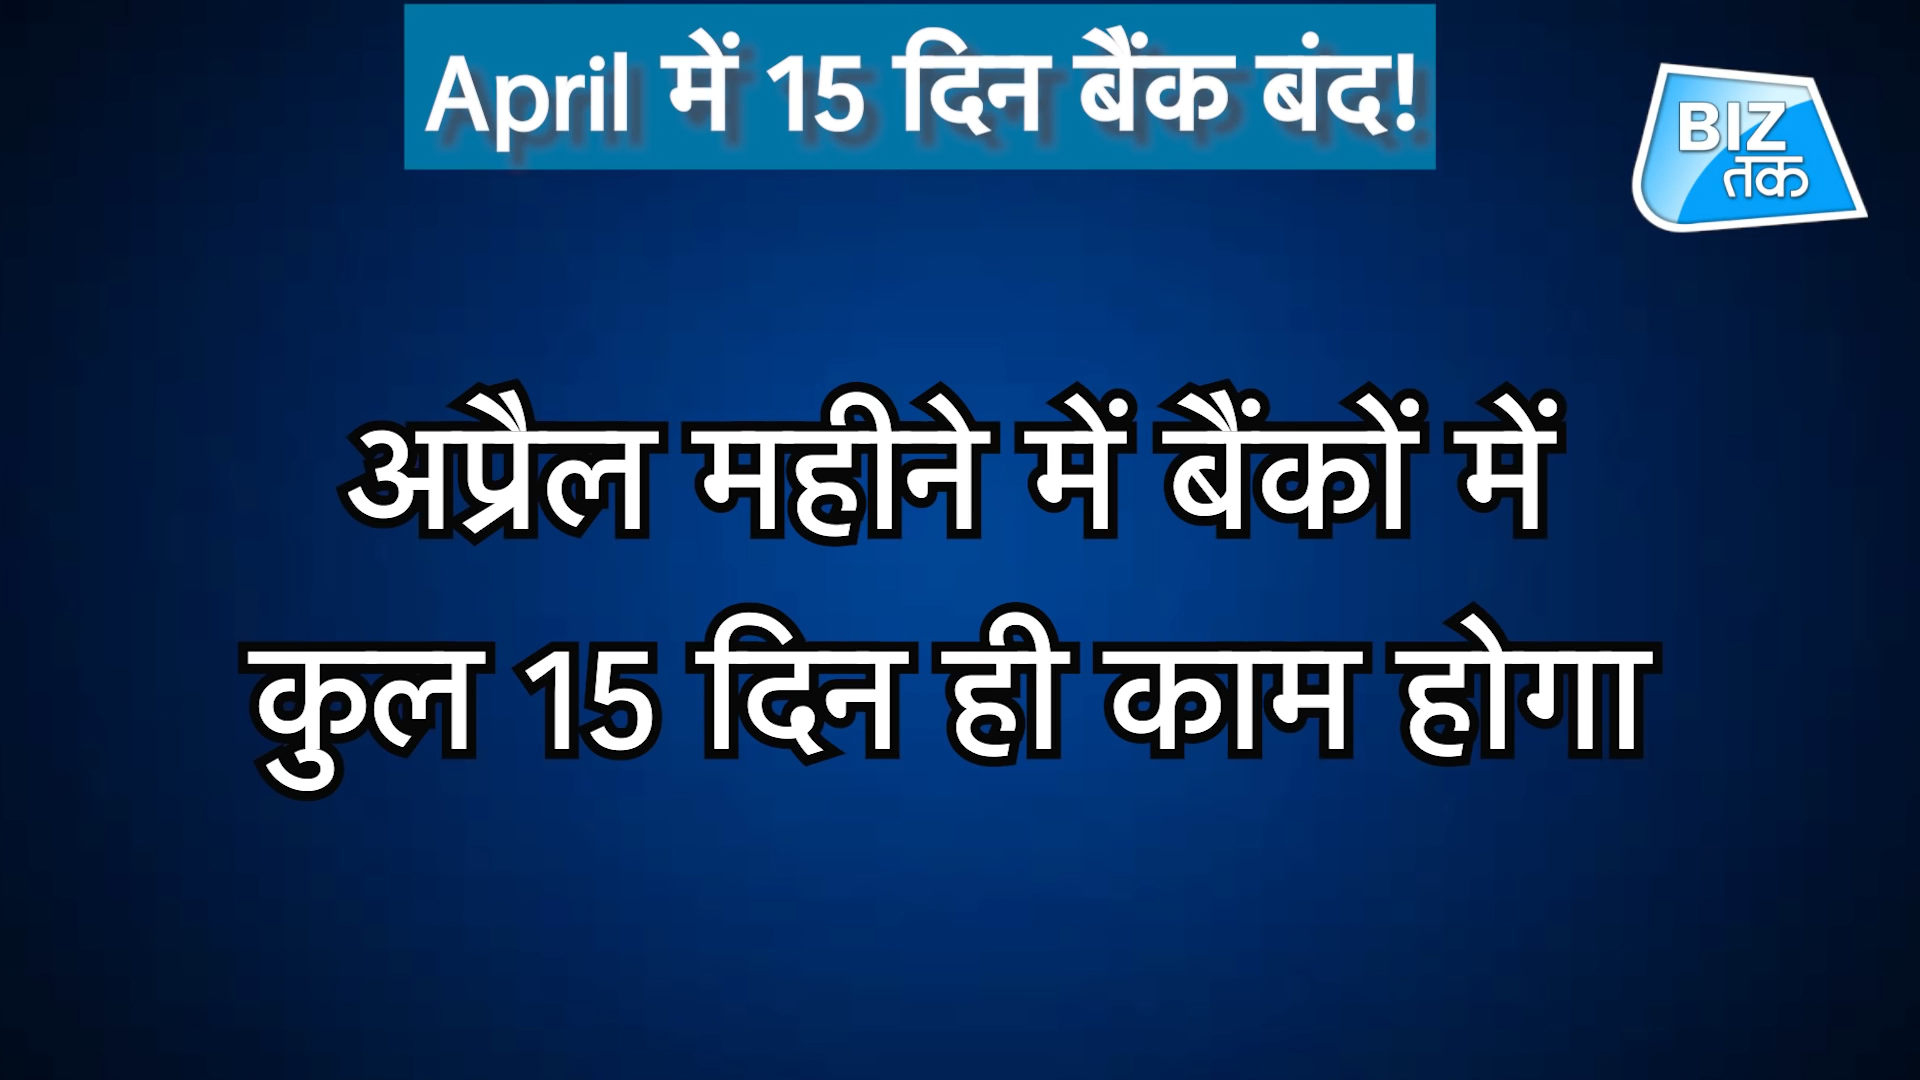 April में 15 दिन बैंक बंद!
BIZ
तक
अप्रैल महीने में बैंकों में
कुल 15 दिन ही काम होगा